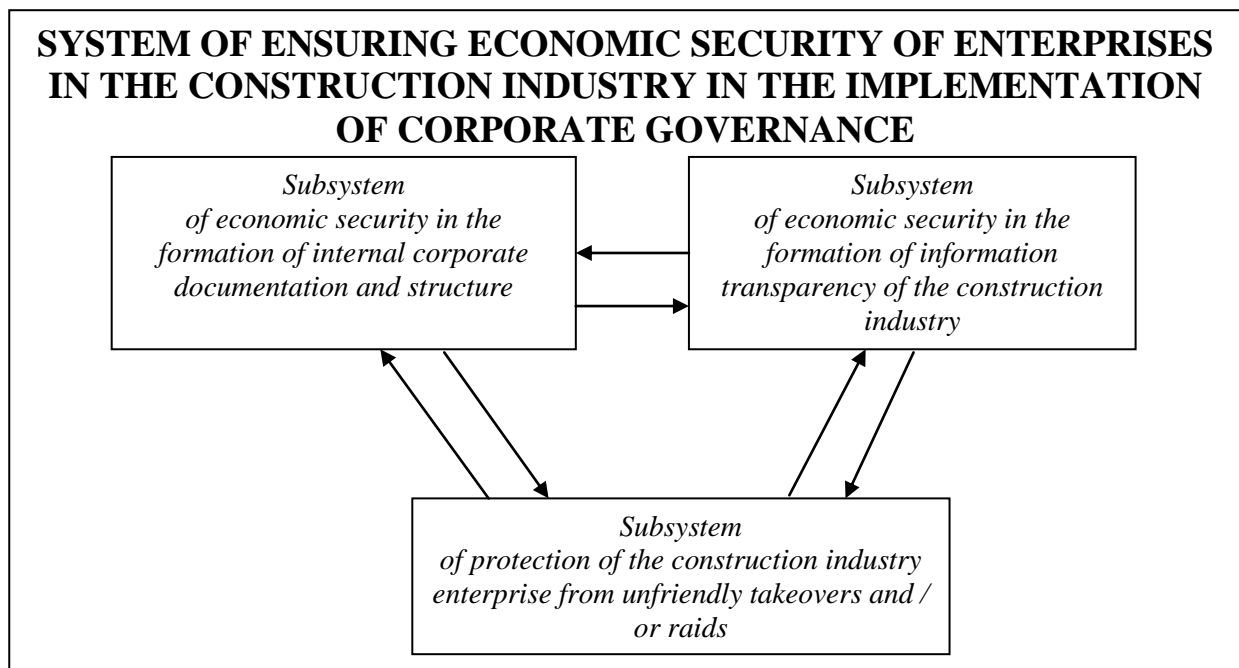 SYSTEM OF ENSURING ECONOMIC SECURITY OF ENTERPRISES
IN THE CONSTRUCTION INDUSTRY IN THE IMPLEMENTATION
OF CORPORATE GOVERNANCE
Subsystem
of economic security in the
formation of internal corporate
documentation and structure
Subsystem
of economic security in the
formation of information
transparency of the construction
industry
Subsystem
of protection of the construction industry
enterprise from unfriendly takeovers and /
or raids